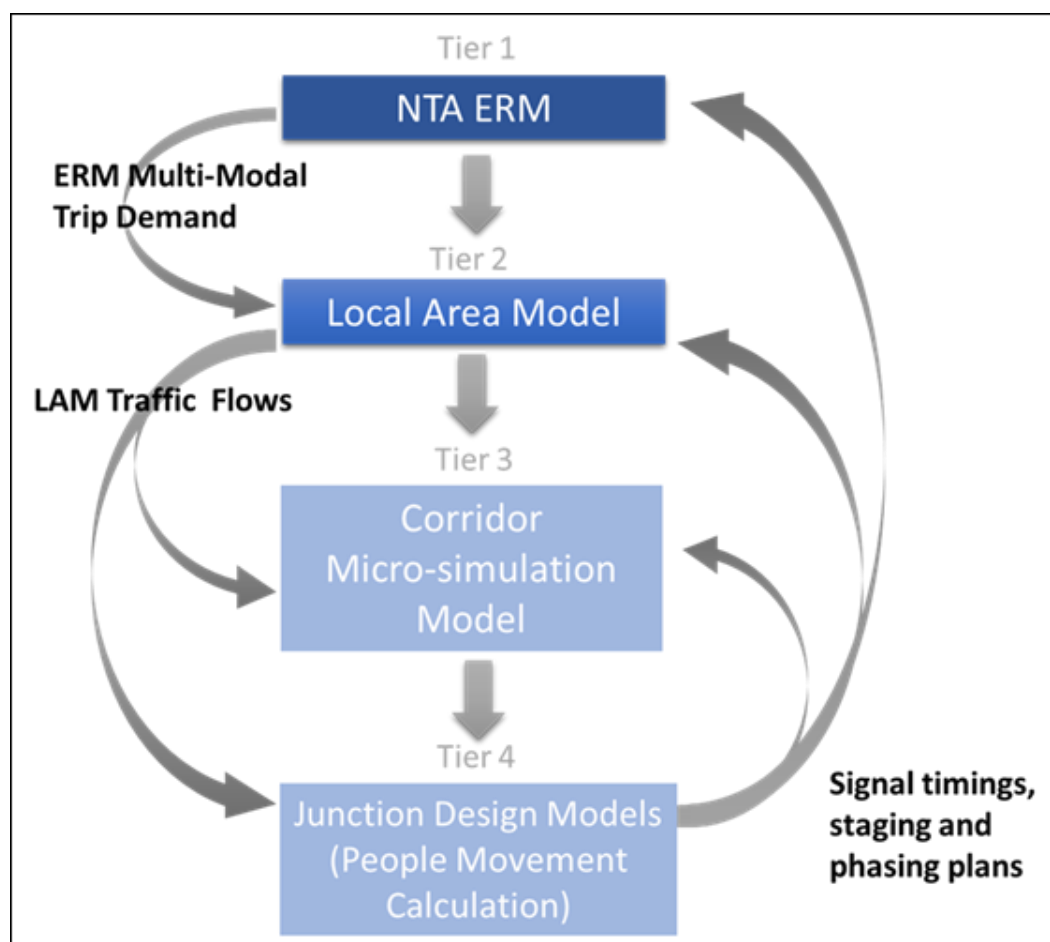 Tier 1
NTA ERM
ERM Multi-Modal
Trip Demand
Tier 2
Local Area Model
LAM Traffic Flows
Tier 3
Corridor
Micro-simulation
Model
Tier 4
Junction Design Models
(People Movement
Calculation)
Signal timings,
staging and
phasing plans